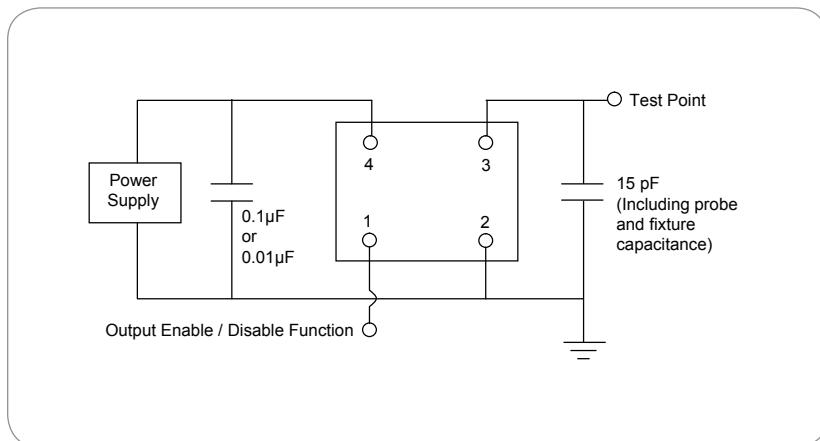 Test Point
4
3
Power
Supply
15 pF
(Including probe
and fixture
capacitance)
0.1µF
or
0.01µF
1
2
Output Enable / Disable Function